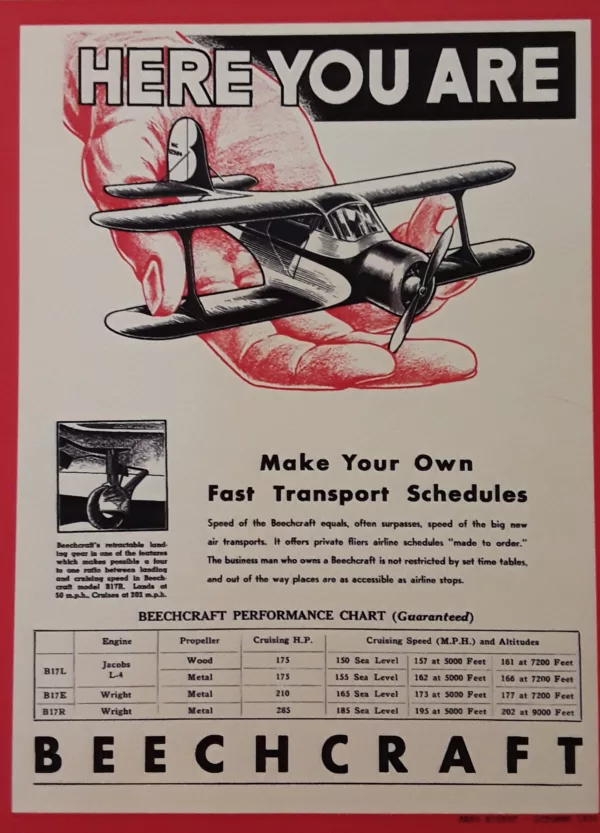 HERE YOU ARE
NC
Make Your Own
Fast Transport Schedules
Speed of the Beechcraft equals, often surpasses, speed of the big new
air transports. It offers private fliers airline schedules "made to order."
The business man who owns a Beechcraft is not restricted by set time tables,
and out of the way places are as accessible as airline stops.
Beechcraft's retractable land-
ing gear is one of the features
which makes possible a four
to one ratio between landing
and cruising speed in Beech-
craft model B17R. Lands at
50 m.p.h. Cruises at 202 m.p.h.
BEECHCRAFT PERFORMANCE CHART (Guaranteed)
Engine Propeller Cruising H.P. Cruising Speed (M.P.H.) and Altitudes
B17L Jacobs L-4 Wood 175 150 Sea Level 157 at 5000 Feet 161 at 7200 Feet
Metal 175 155 Sea Level 162 at 5000 Feet 166 at 7200 Feet
B17E Wright Metal 210 165 Sea Level 173 at 5000 Feet 177 at 7200 Feet
B17R Wright Metal 285 185 Sea Level 195 at 5000 Feet 202 at 9000 Feet
BEECHCRAFT